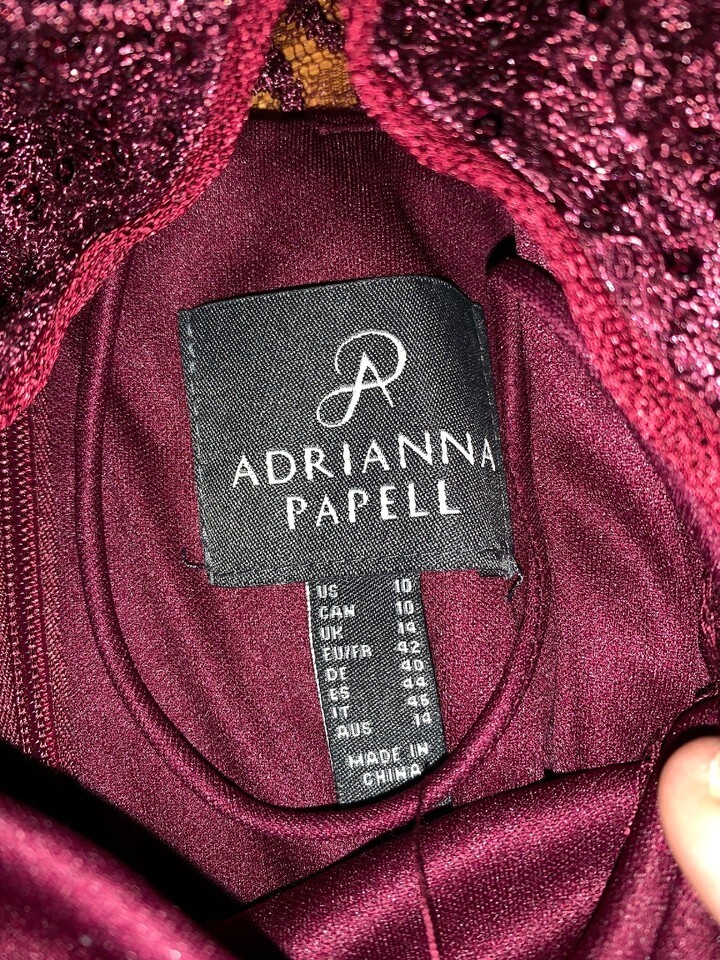 ADRIANNA
PAPELL
US 10
CAN 10
UK 14
EU/FR 42
DE 40
ES 44
IT 46
AUS 14
MADE IN
CHINA